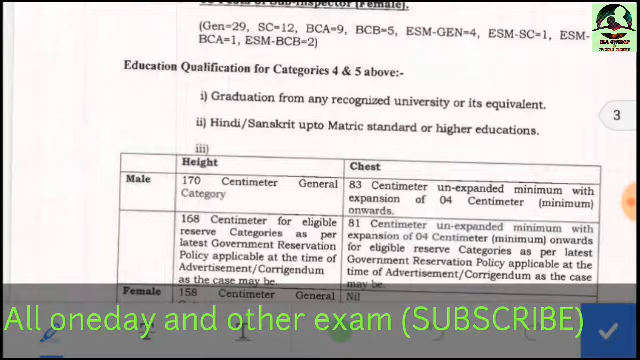 Posts of Sub-Inspector (Female).
(Gen=29, SC=12, BCA=9, BCB=5, ESM-GEN=4, ESM-SC=1, ESM-
BCA=1, ESM-BCB=2)
Education Qualification for Categories 4 & 5 above:-
i) Graduation from any recognized university or its equivalent.
ii) Hindi/Sanskrit upto Matric standard or higher educations.
3
iii)
Height
Chest
Male
170 Centimeter General
Category
83 Centimeter un-expanded minimum with
expansion of 04 Centimeter (minimum)
onwards.
168 Centimeter for eligible
reserve Categories as per
latest Government Reservation
Policy applicable at the time of
Advertisement/Corrigendum
as the case may be.
81 Centimeter un-expanded minimum with
expansion of 04 Centimeter (minimum) onwards
for eligible reserve Categories as per latest
Government Reservation Policy applicable at the
time of Advertisement/Corrigendum as the case
may be.
Female
158 Centimeter General
Nil
All oneday and other exam (SUBSCRIBE)